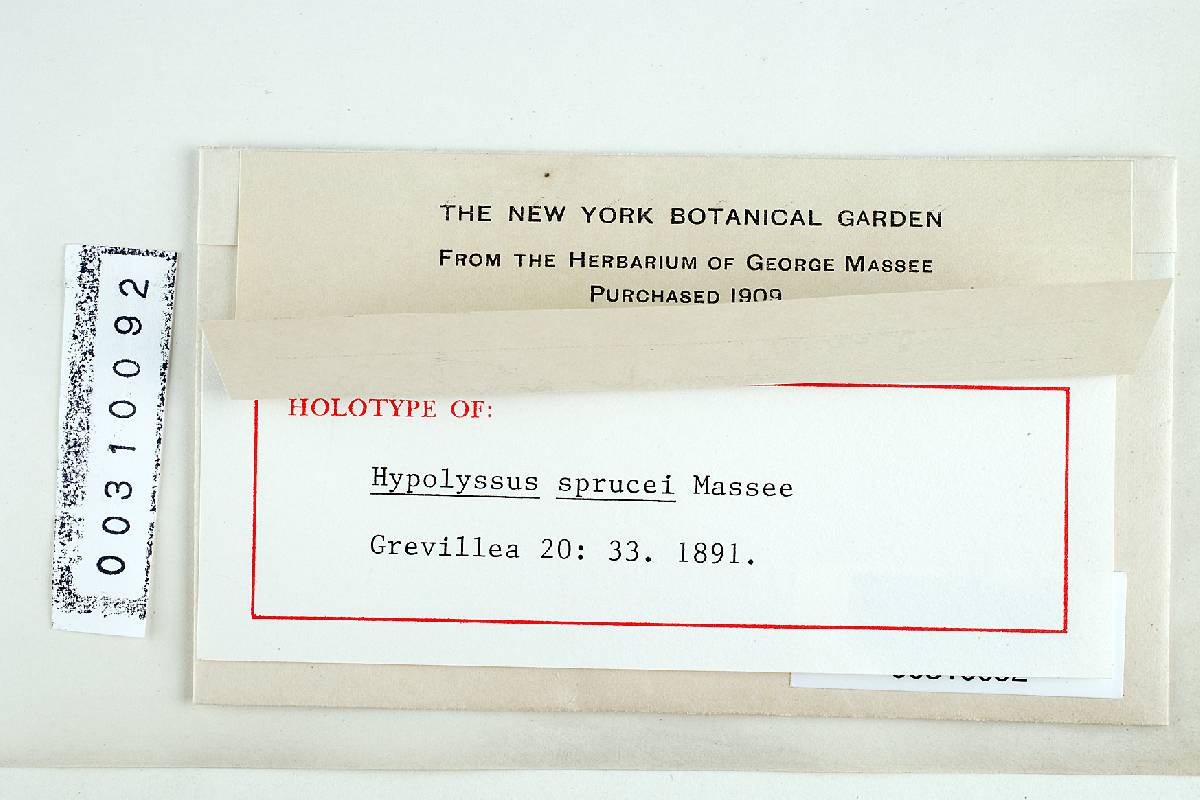 THE NEW YORK BOTANICAL GARDEN
FROM THE HERBARIUM OF GEORGE MASSEE
PURCHASED 1909
HOLOTYPE OF:
Hypolyssus sprucei Massee
Grevillea 20: 33. 1891.
00310092